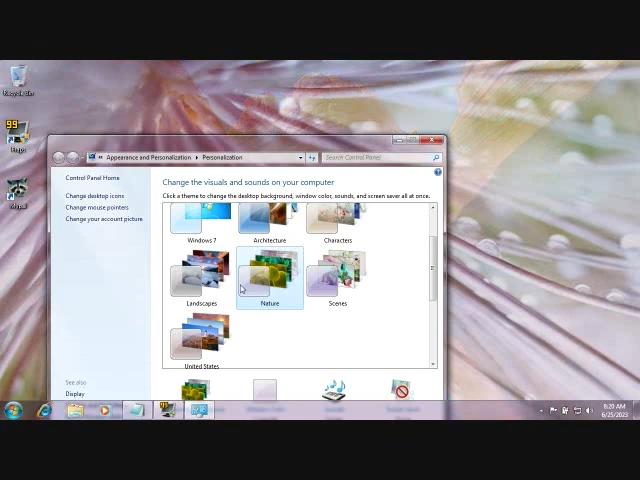 Recycle Bin
99
Fraps
Appearance and Personalization
Personalization
Search Control Panel
Control Panel Home
Change the visuals and sounds on your computer
Change desktop icons
Click a theme to change the desktop background, window color, sounds, and screen saver all at once.
Change mouse pointers
Change your account picture
Windows 7
Architecture
Characters
Landscapes
Nature
Scenes
United States
See also
Display
8:20 AM
6/25/2023